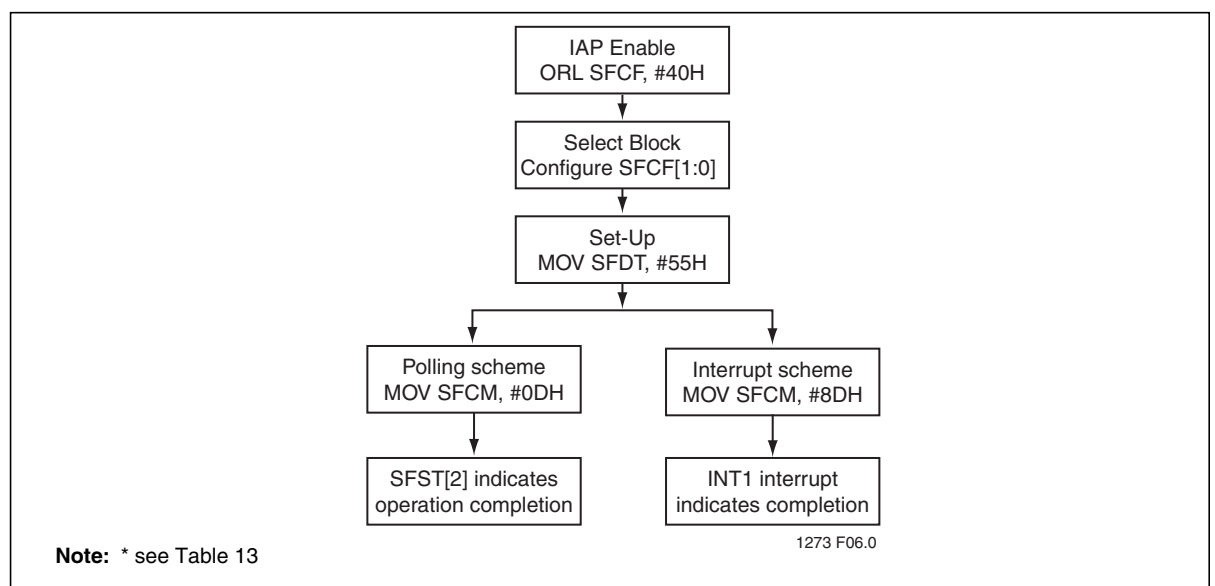 IAP Enable
ORL SFCF, #40H
Select Block
Configure SFCF[1:0]
Set-Up
MOV SFDT, #55H
Polling scheme
MOV SFCM, #0DH
Interrupt scheme
MOV SFCM, #8DH
SFST[2] indicates
operation completion
INT1 interrupt
indicates completion
1273 F06.0
Note: * see Table 13